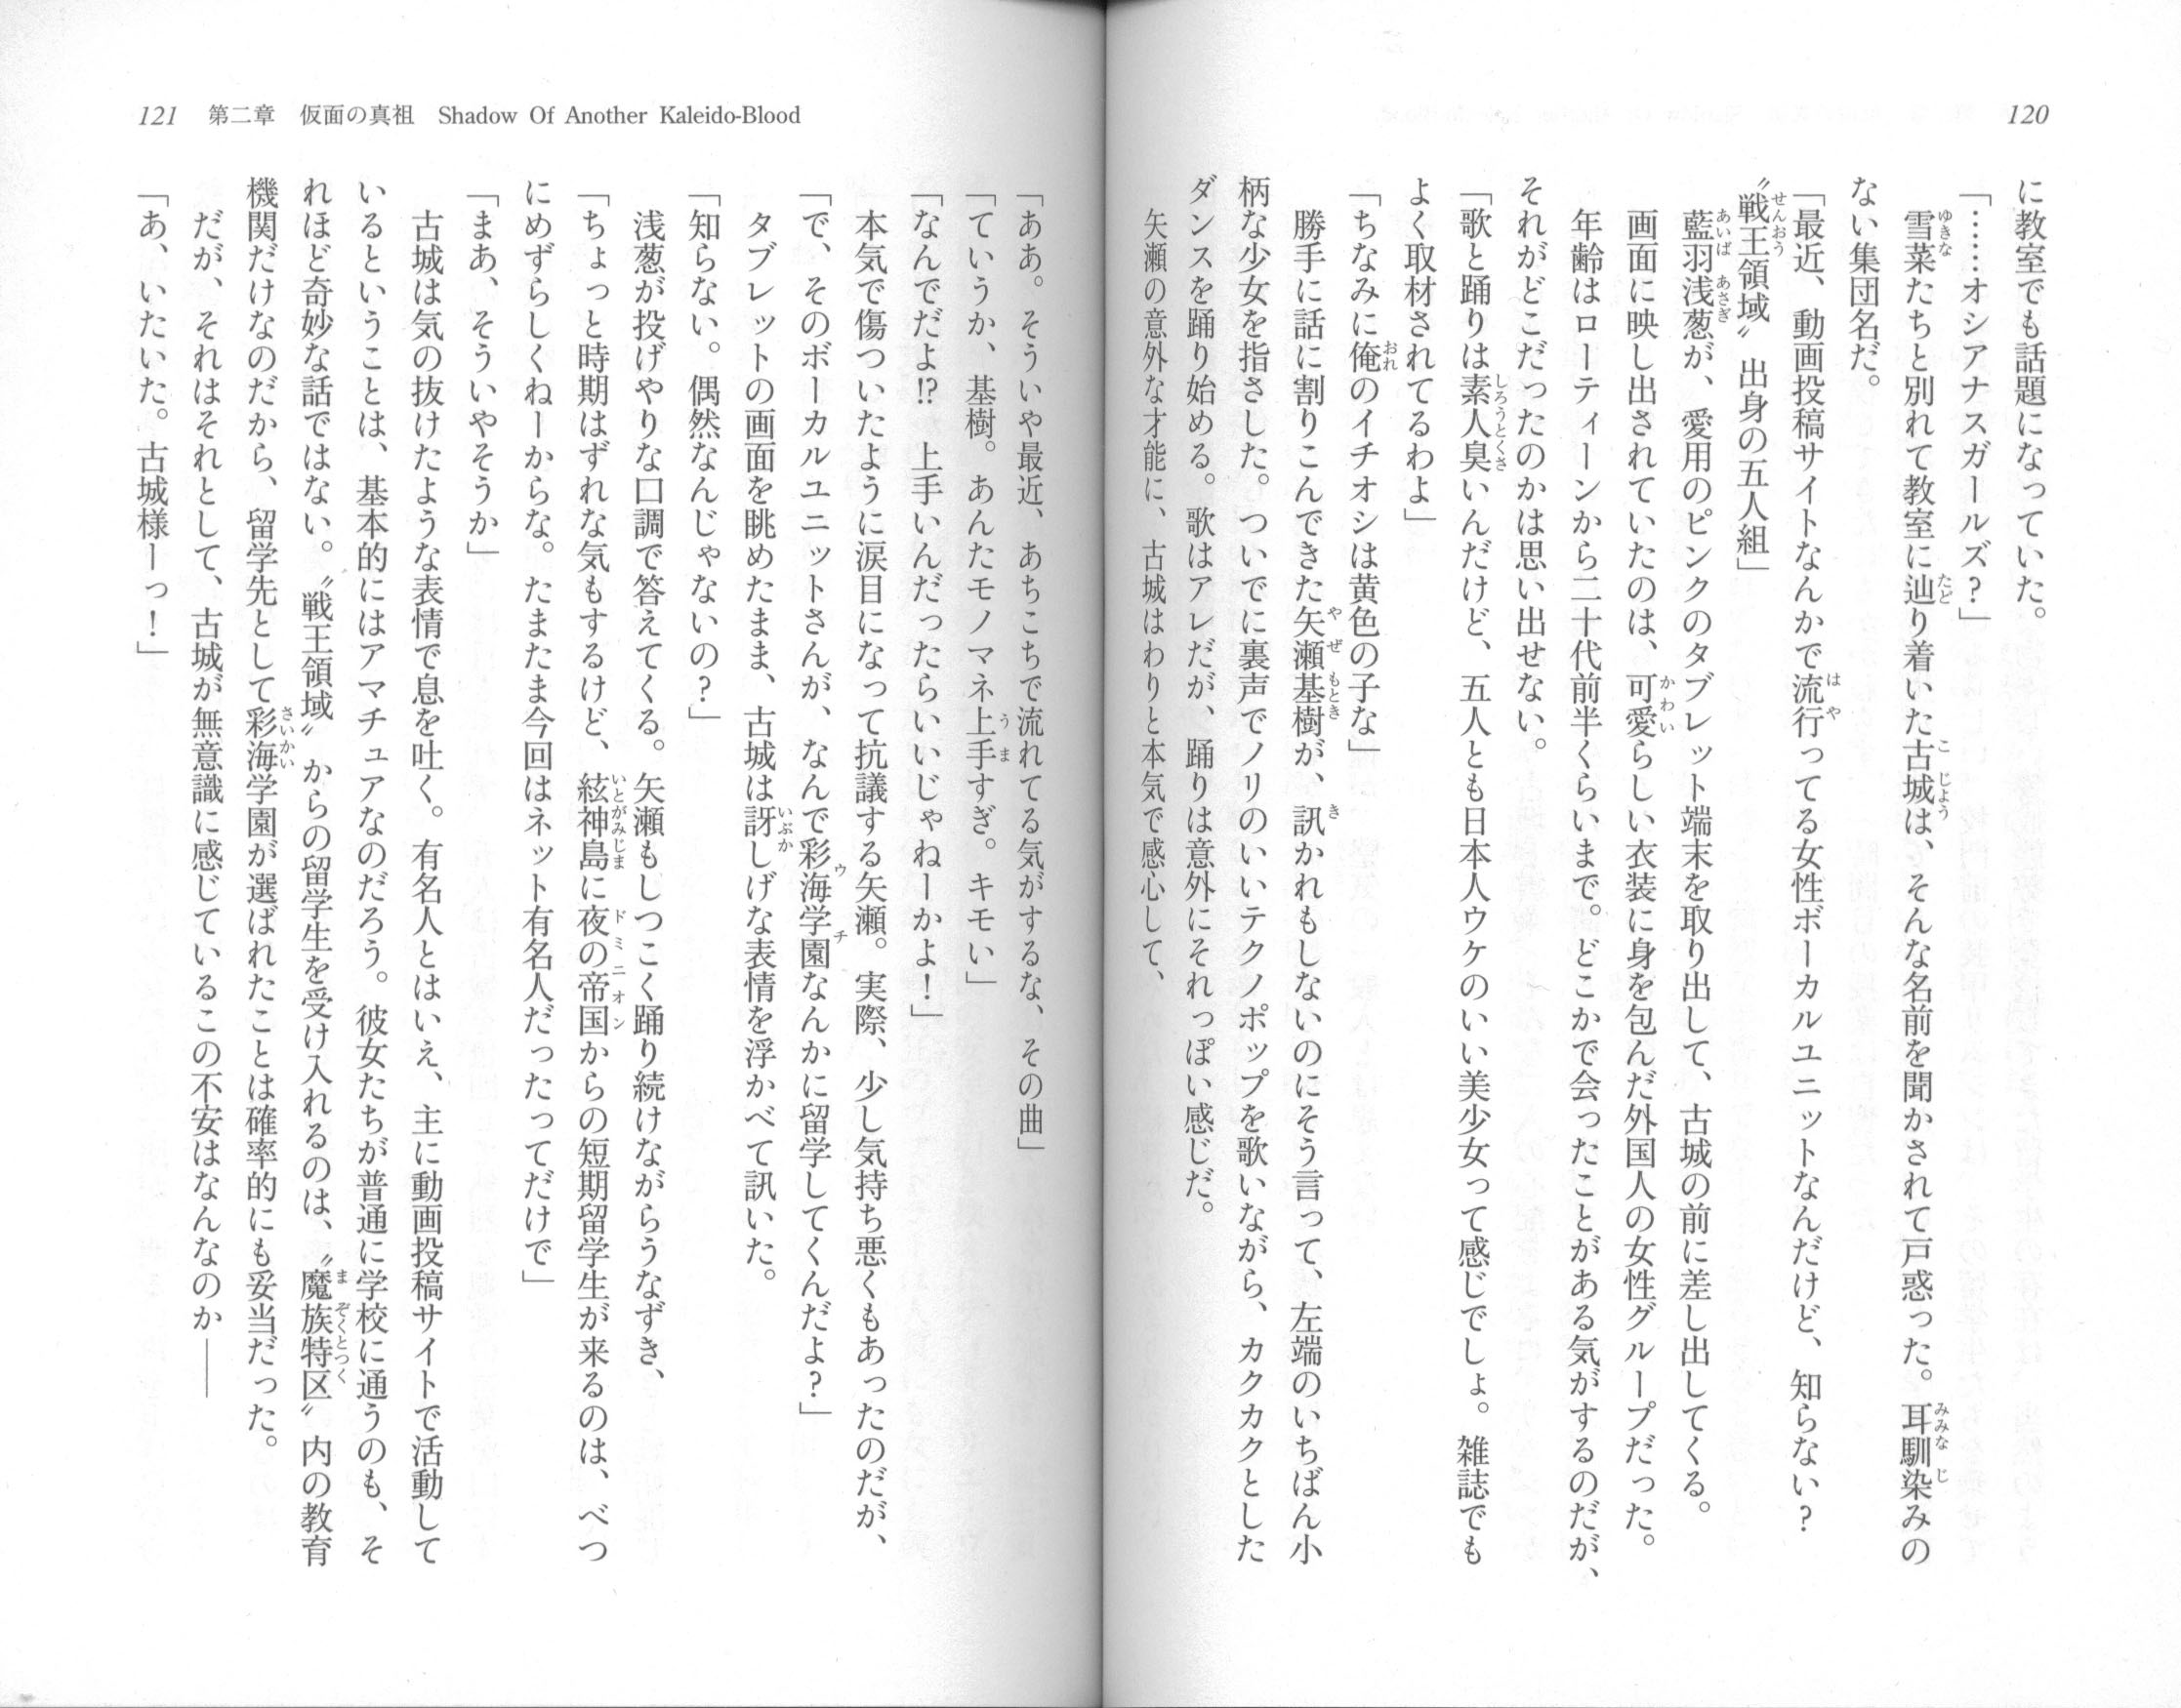 120
に教室でも話題になっていた。
「……オシアナスガールズ？」
雪菜たちと別れて教室に辿り着いた古城は、そんな名前を聞かされて戸惑った。耳馴染みの
ない集団名だ。
「最近、動画投稿サイトなんかで流行ってる女性ボーカルユニットなんだけど、知らない？
〝戦王領域〟出身の五人組」
藍羽浅葱が、愛用のピンクのタブレット端末を取り出して、古城の前に差し出してくる。
画面に映し出されていたのは、可愛らしい衣装に身を包んだ外国人の女性グループだった。
年齢はローティーンから二十代前半くらいまで。どこかで会ったことがある気がするのだが、
それがどこだったのかは思い出せない。
「歌と踊りは素人臭いんだけど、五人とも日本人ウケのいい美少女って感じでしょ。雑誌でも
よく取材されてるわよ」
「ちなみに俺のイチオシは黄色の子な」
勝手に話に割りこんできた矢瀬基樹が、訊かれもしないのにそう言って、左端のいちばん小
柄な少女を指さした。ついでに裏声でノリのいいテクノポップを歌いながら、カクカクとした
ダンスを踊り始める。歌はアレだが、踊りは意外にそれっぽい感じだ。
矢瀬の意外な才能に、古城はわりと本気で感心して、
121 第二章 仮面の真祖 Shadow Of Another Kaleido-Blood
「ああ。そういや最近、あちこちで流れてる気がするな、その曲」
「ていうか、基樹。あんたモノマネ上手すぎ。キモい」
「なんでだよ!? 上手いんだったらいいじゃねーかよ！」
本気で傷ついたように涙目になって抗議する矢瀬。実際、少し気持ち悪くもあったのだが、
「で、そのボーカルユニットさんが、なんで彩海学園なんかに留学してくんだよ？」
タブレットの画面を眺めたまま、古城は訝しげな表情を浮かべて訊いた。
「知らない。偶然なんじゃないの？」
浅葱が投げやりな口調で答えてくる。矢瀬もしつこく踊り続けながらうなずき、
「ちょっと時期はずれな気もするけど、絃神島に夜の帝国からの短期留学生が来るのは、べつ
にめずらしくねーからな。たまたま今回はネット有名人だったってだけで」
「まあ、そういやそうか」
古城は気の抜けたような表情で息を吐く。有名人とはいえ、主に動画投稿サイトで活動して
いるということは、基本的にはアマチュアなのだろう。彼女たちが普通に学校に通うのも、そ
れほど奇妙な話ではない。〝戦王領域〟からの留学生を受け入れるのは、〝魔族特区〟内の教育
機関だけなのだから、留学先として彩海学園が選ばれたことは確率的にも妥当だった。
だが、それはそれとして、古城が無意識に感じているこの不安はなんなのか――
「あ、いたいた。古城様ーっ！」